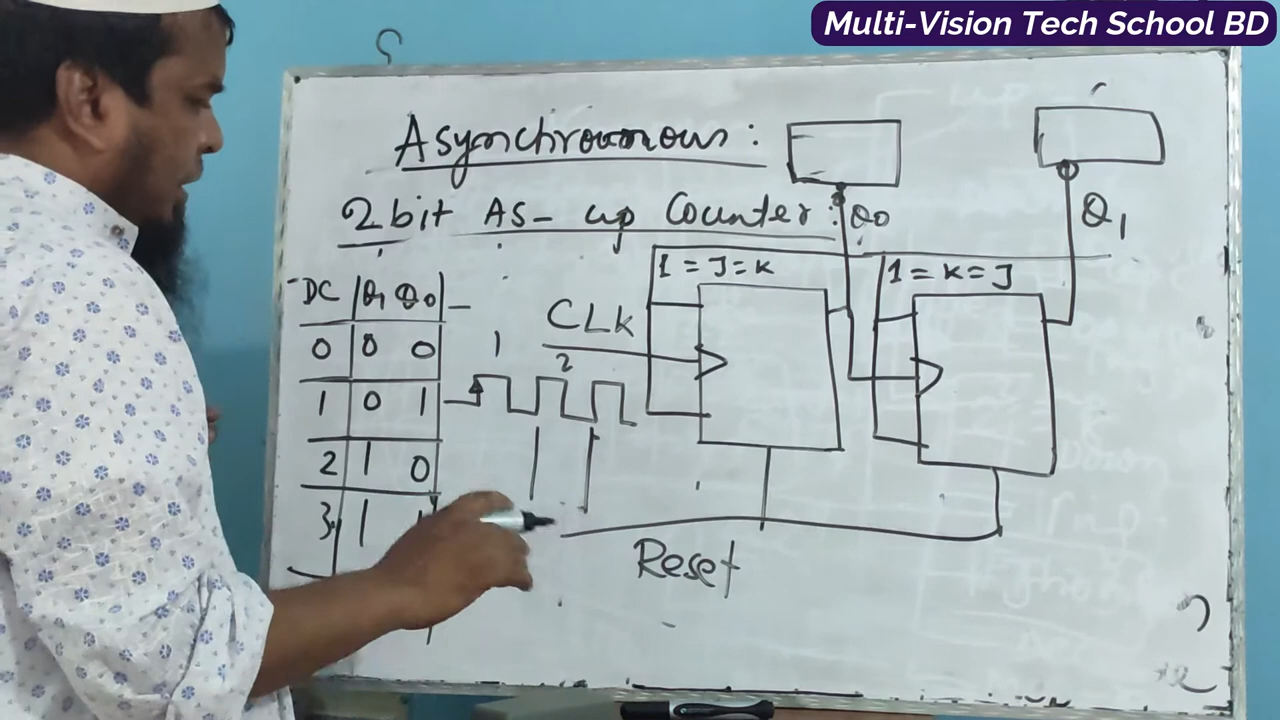 Multi-Vision Tech School BD
Asynchronous:
2 bit AS- up Counter:
Q0
Q1
1 = J = K
1 = K = J
DC Q1 Q0
0 0 0
1 0 1
2 1 0
3 1
CLK
1
2
Reset